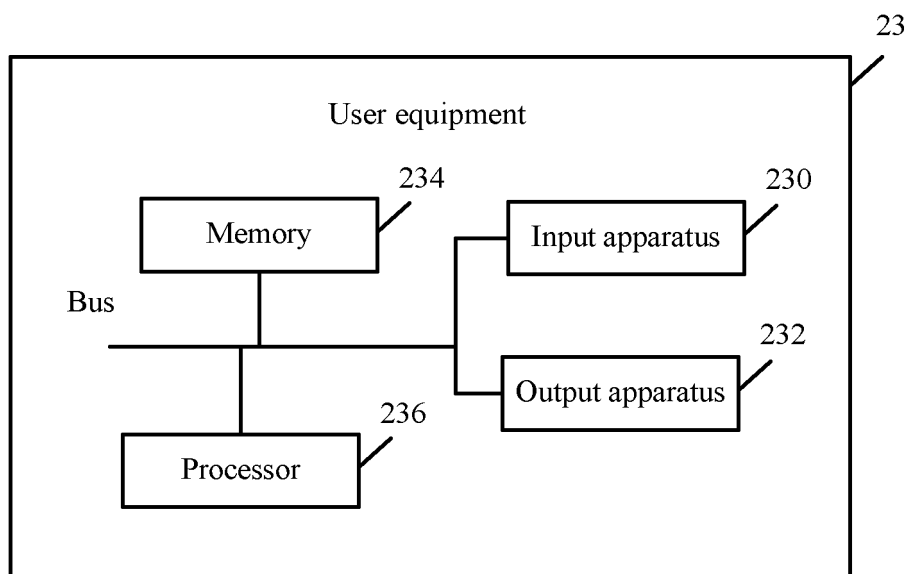 23
User equipment
234
230
Memory
Input apparatus
Bus
232
Output apparatus
236
Processor